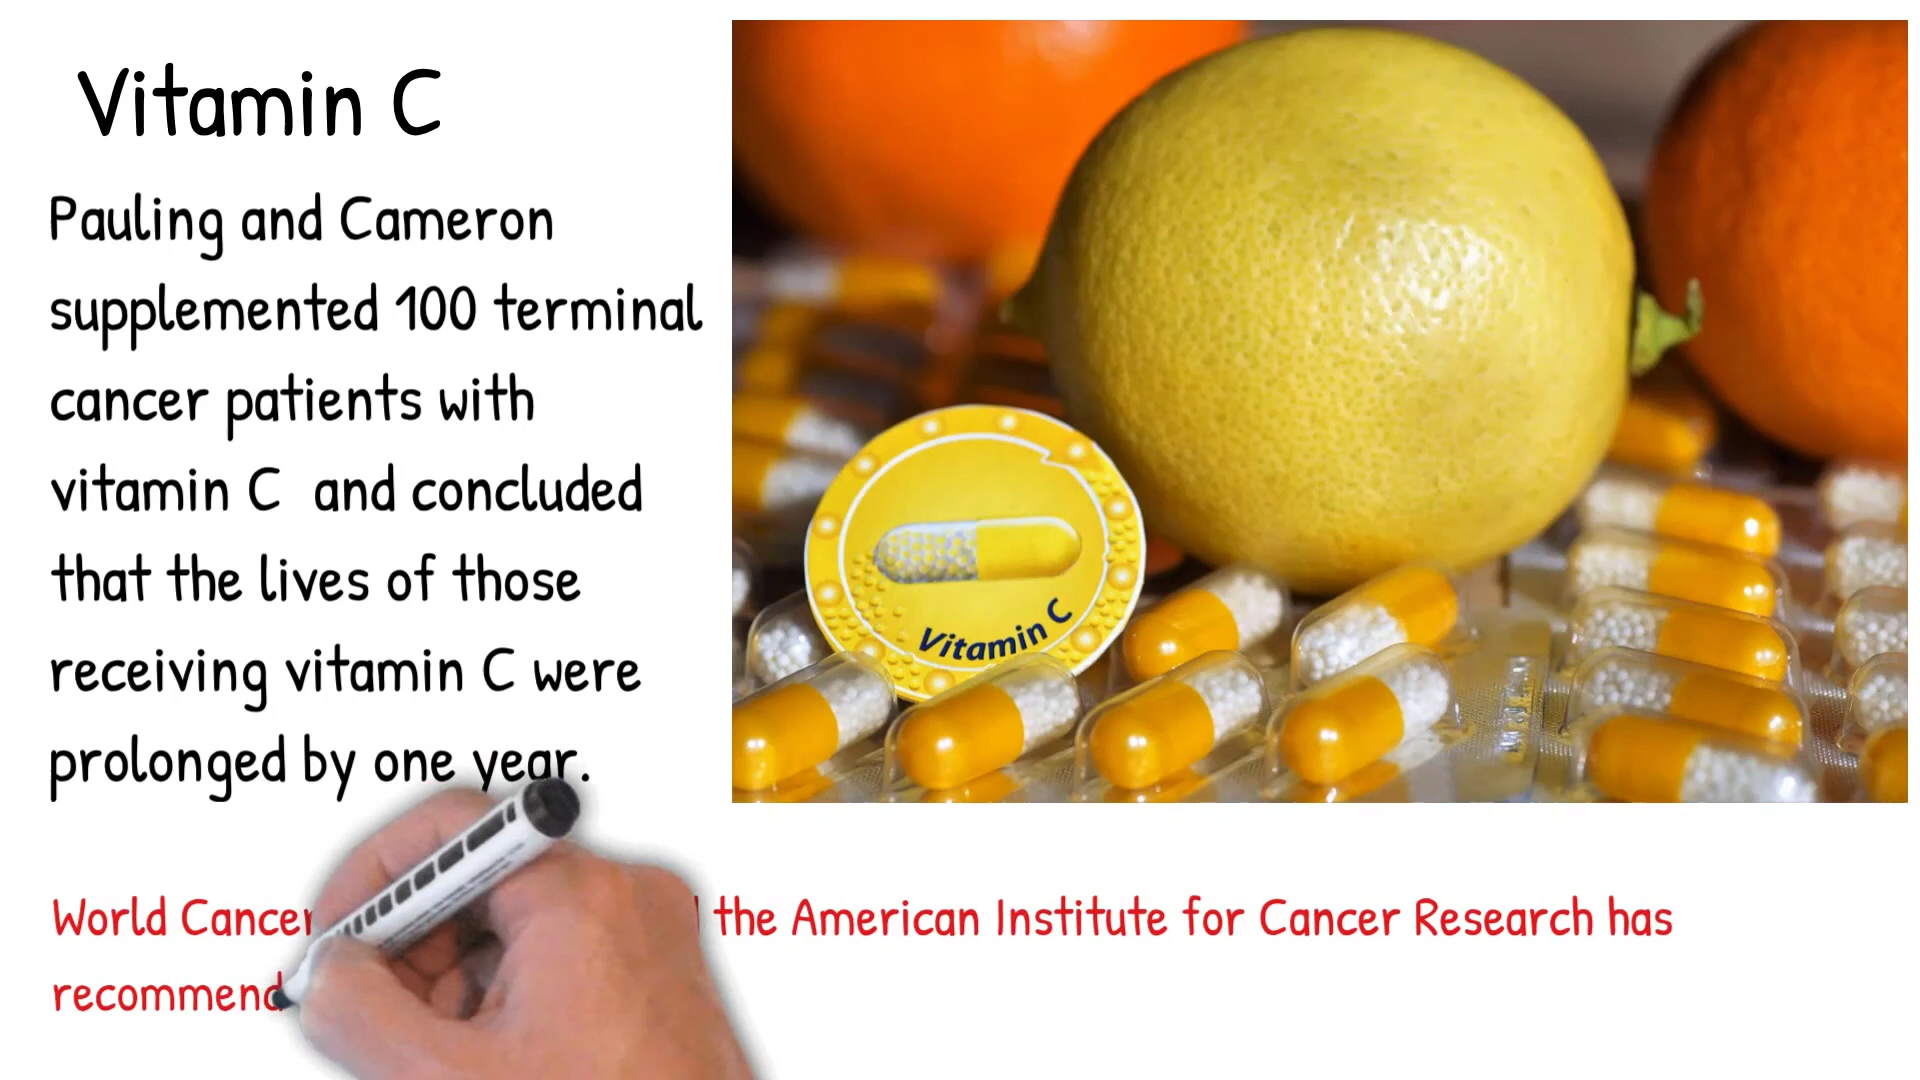 Vitamin C
Pauling and Cameron
supplemented 100 terminal
cancer patients with
vitamin C and concluded
that the lives of those
receiving vitamin C were
prolonged by one year.
Vitamin C
World Cancer the American Institute for Cancer Research has
recommend